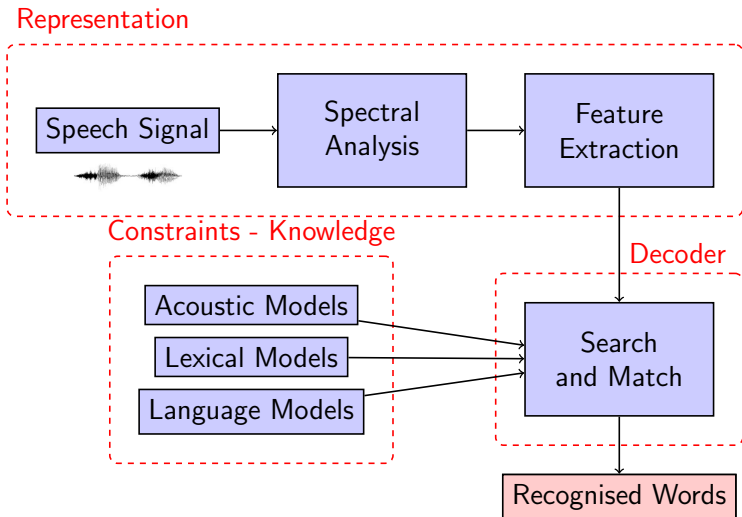 Representation
Speech Signal
Spectral
Analysis
Feature
Extraction
Constraints - Knowledge
Decoder
Acoustic Models
Lexical Models
Language Models
Search
and Match
Recognised Words